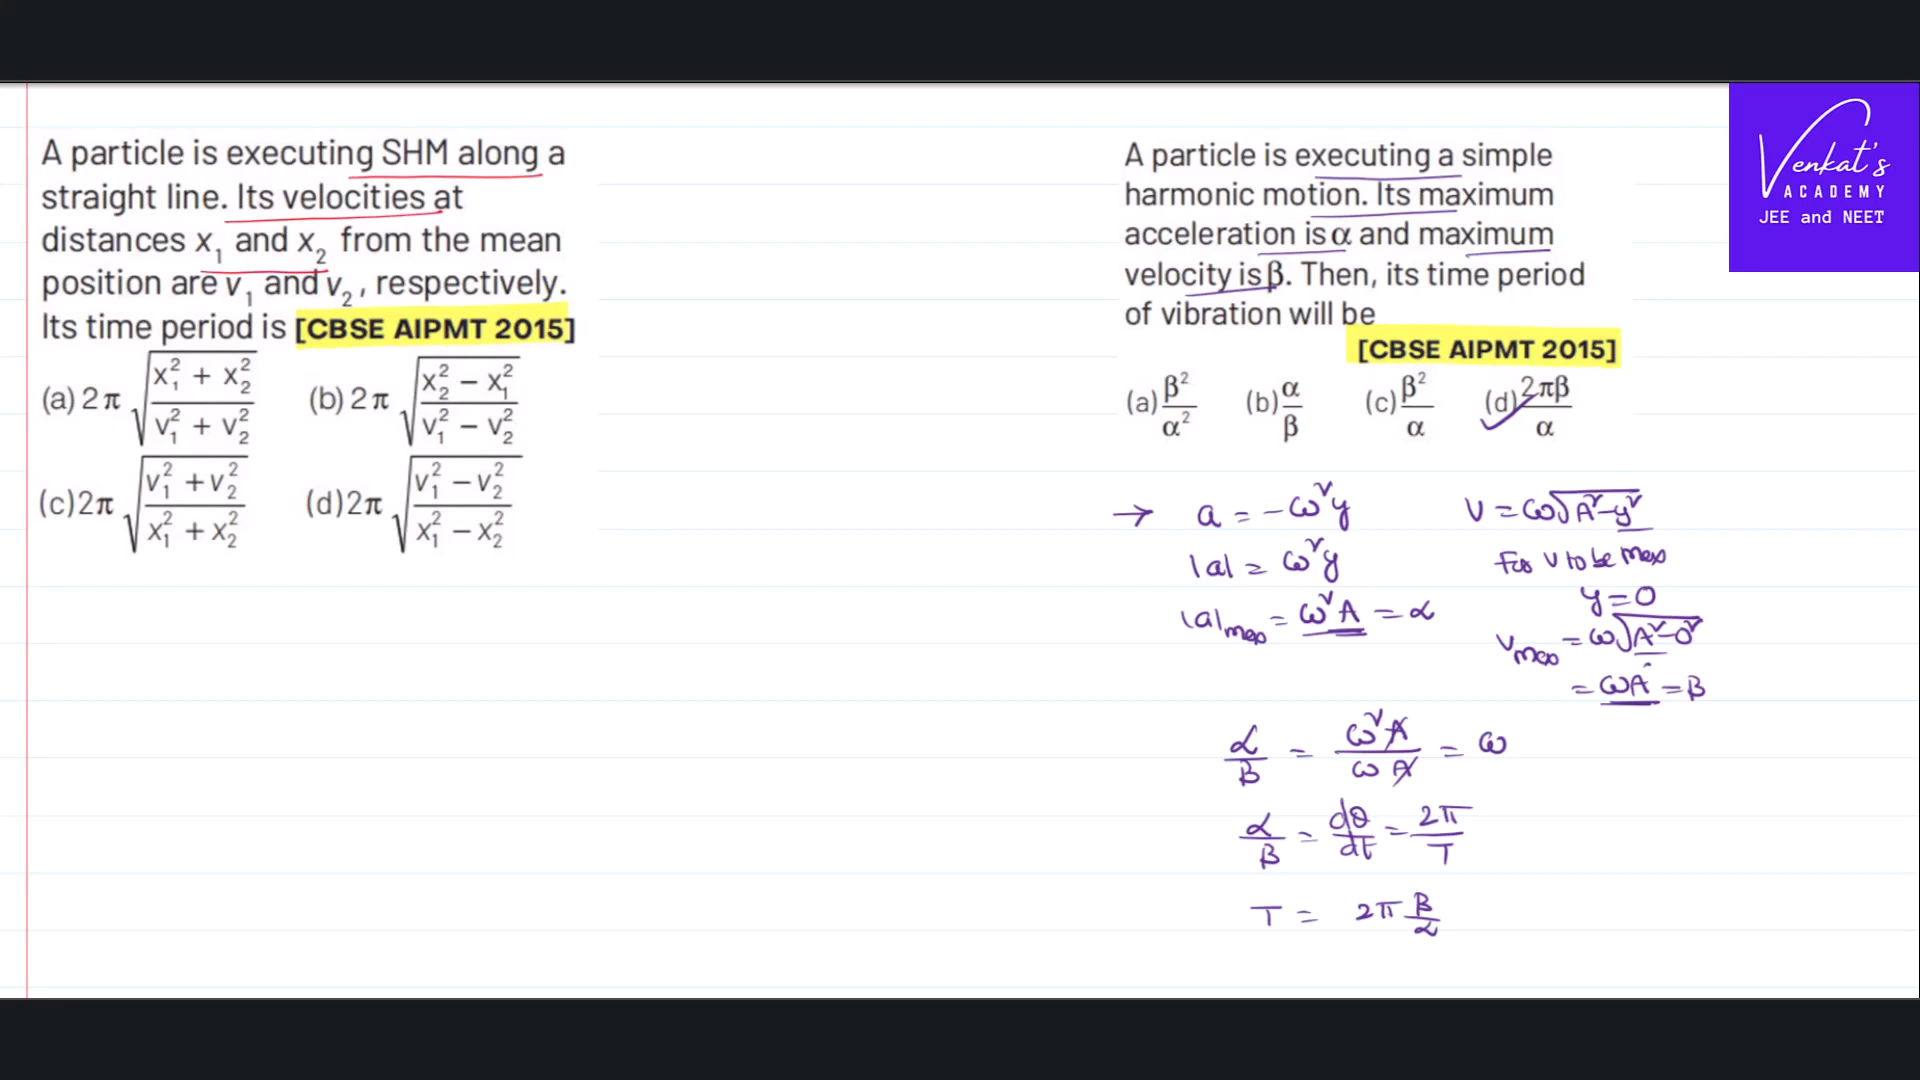 A particle is executing SHM along a
straight line. Its velocities at
distances x₁ and x₂ from the mean
position are v₁ and v₂, respectively.
Its time period is [CBSE AIPMT 2015]
(a) 2π √((x₁² + x₂²)/(v₁² + v₂²)) (b) 2π √((x₂² − x₁²)/(v₁² − v₂²))
(c) 2π √((v₁² + v₂²)/(x₁² + x₂²)) (d) 2π √((v₁² − v₂²)/(x₁² − x₂²))
A particle is executing a simple
harmonic motion. Its maximum
acceleration is α and maximum
velocity is β. Then, its time period
of vibration will be
[CBSE AIPMT 2015]
(a) β²/α² (b) α/β (c) β²/α (d) 2πβ/α
→ a = -ω²y
|a| = ω²y
|a|max = ω²A = α
V = ω√(A²-y²)
For V to be max
y = 0
Vmax = ω√(A²-0²)
= ωA = β
α/β = ω²A/ωA = ω
α/β = dθ/dt = 2π/T
T = 2π β/α
Venkat's
ACADEMY
JEE and NEET